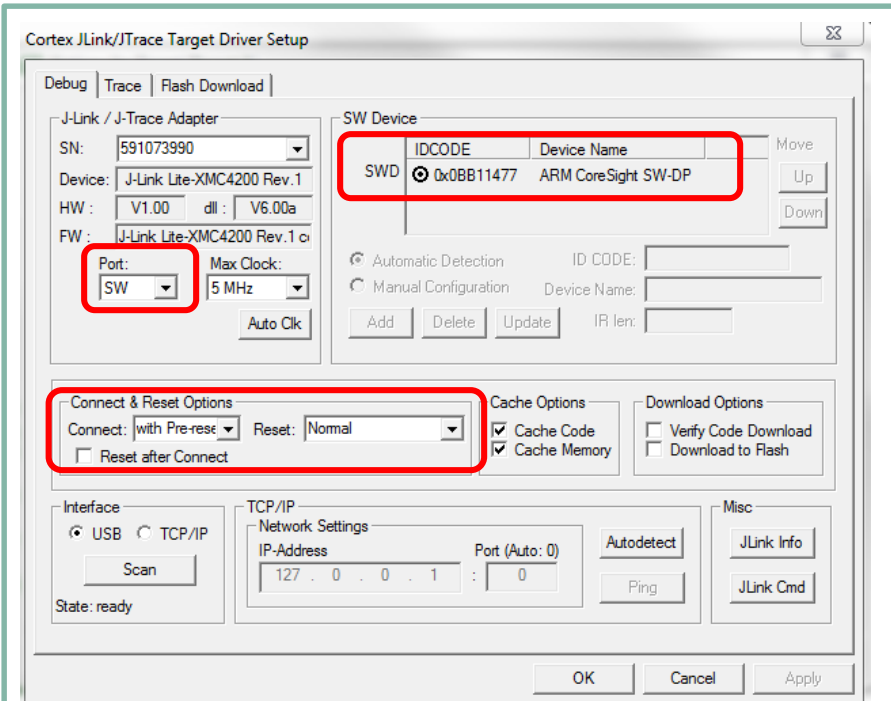 Cortex JLink/JTrace Target Driver Setup
Debug Trace Flash Download
J-Link / J-Trace Adapter
SN: 591073990
Device: J-Link Lite-XMC4200 Rev.1
HW : V1.00 dll : V6.00a
FW : J-Link Lite-XMC4200 Rev.1 c
Port: Max Clock:
SW 5 MHz
Auto Clk
SW Device
IDCODE Device Name
SWD 0x0BB11477 ARM CoreSight SW-DP
Move
Up
Down
Automatic Detection ID CODE:
Manual Configuration Device Name:
Add Delete Update IR len:
Connect & Reset Options
Connect: with Pre-rese Reset: Normal
Reset after Connect
Cache Options
Cache Code
Cache Memory
Download Options
Verify Code Download
Download to Flash
Interface
USB TCP/IP
Scan
State: ready
TCP/IP
Network Settings
IP-Address Port (Auto: 0)
127 . 0 . 0 . 1 : 0
Autodetect
Ping
Misc
JLink Info
JLink Cmd
OK Cancel Apply